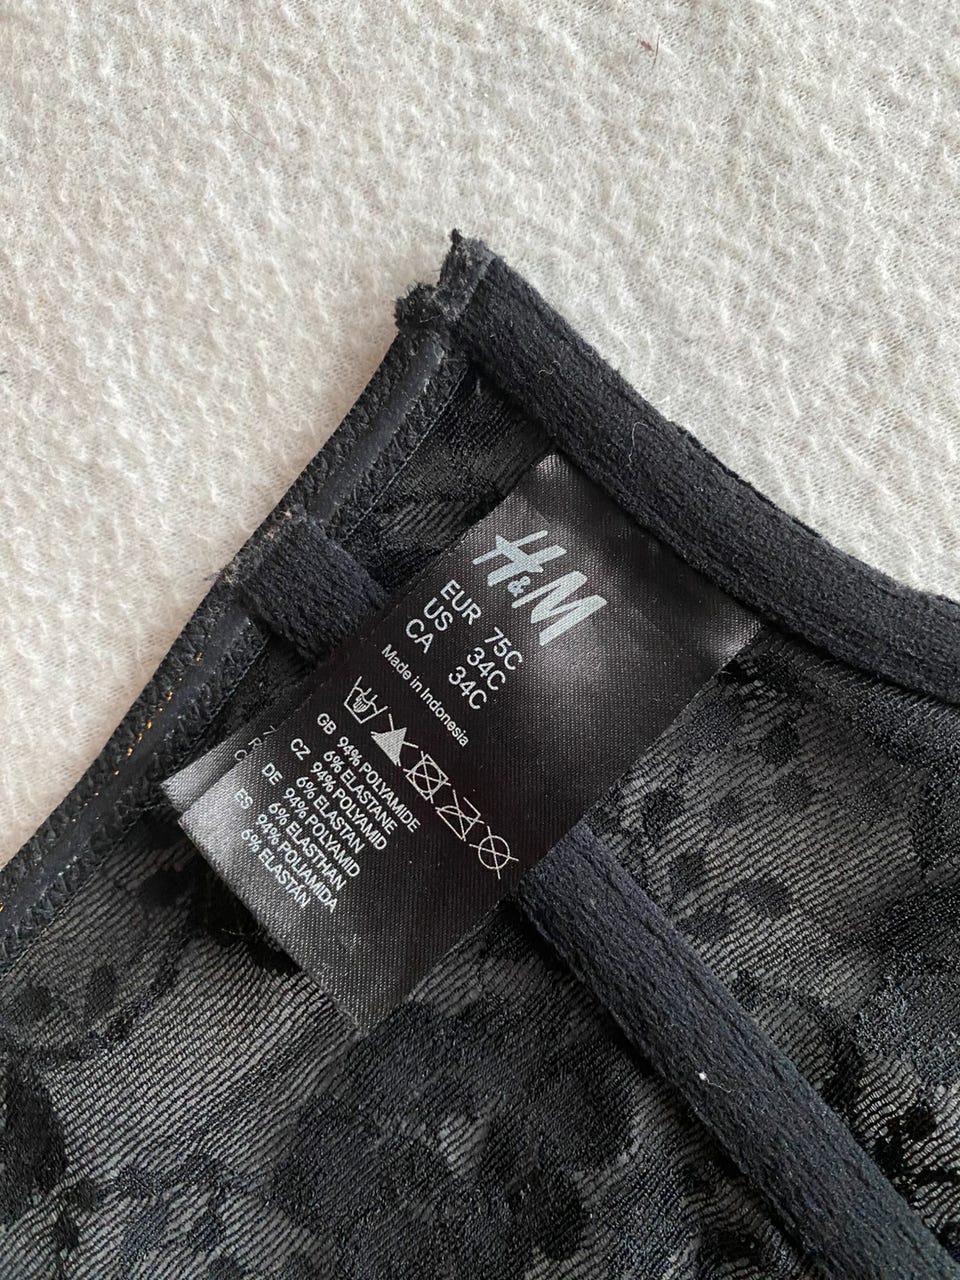 H&M
EUR 75C
US 34C
CA 34C
Made in Indonesia
GB 94% POLYAMIDE
6% ELASTANE
CZ 94% POLYAMID
6% ELASTAN
DE 94% POLYAMID
6% ELASTHAN
ES 94% POLIAMIDA
6% ELASTÁN